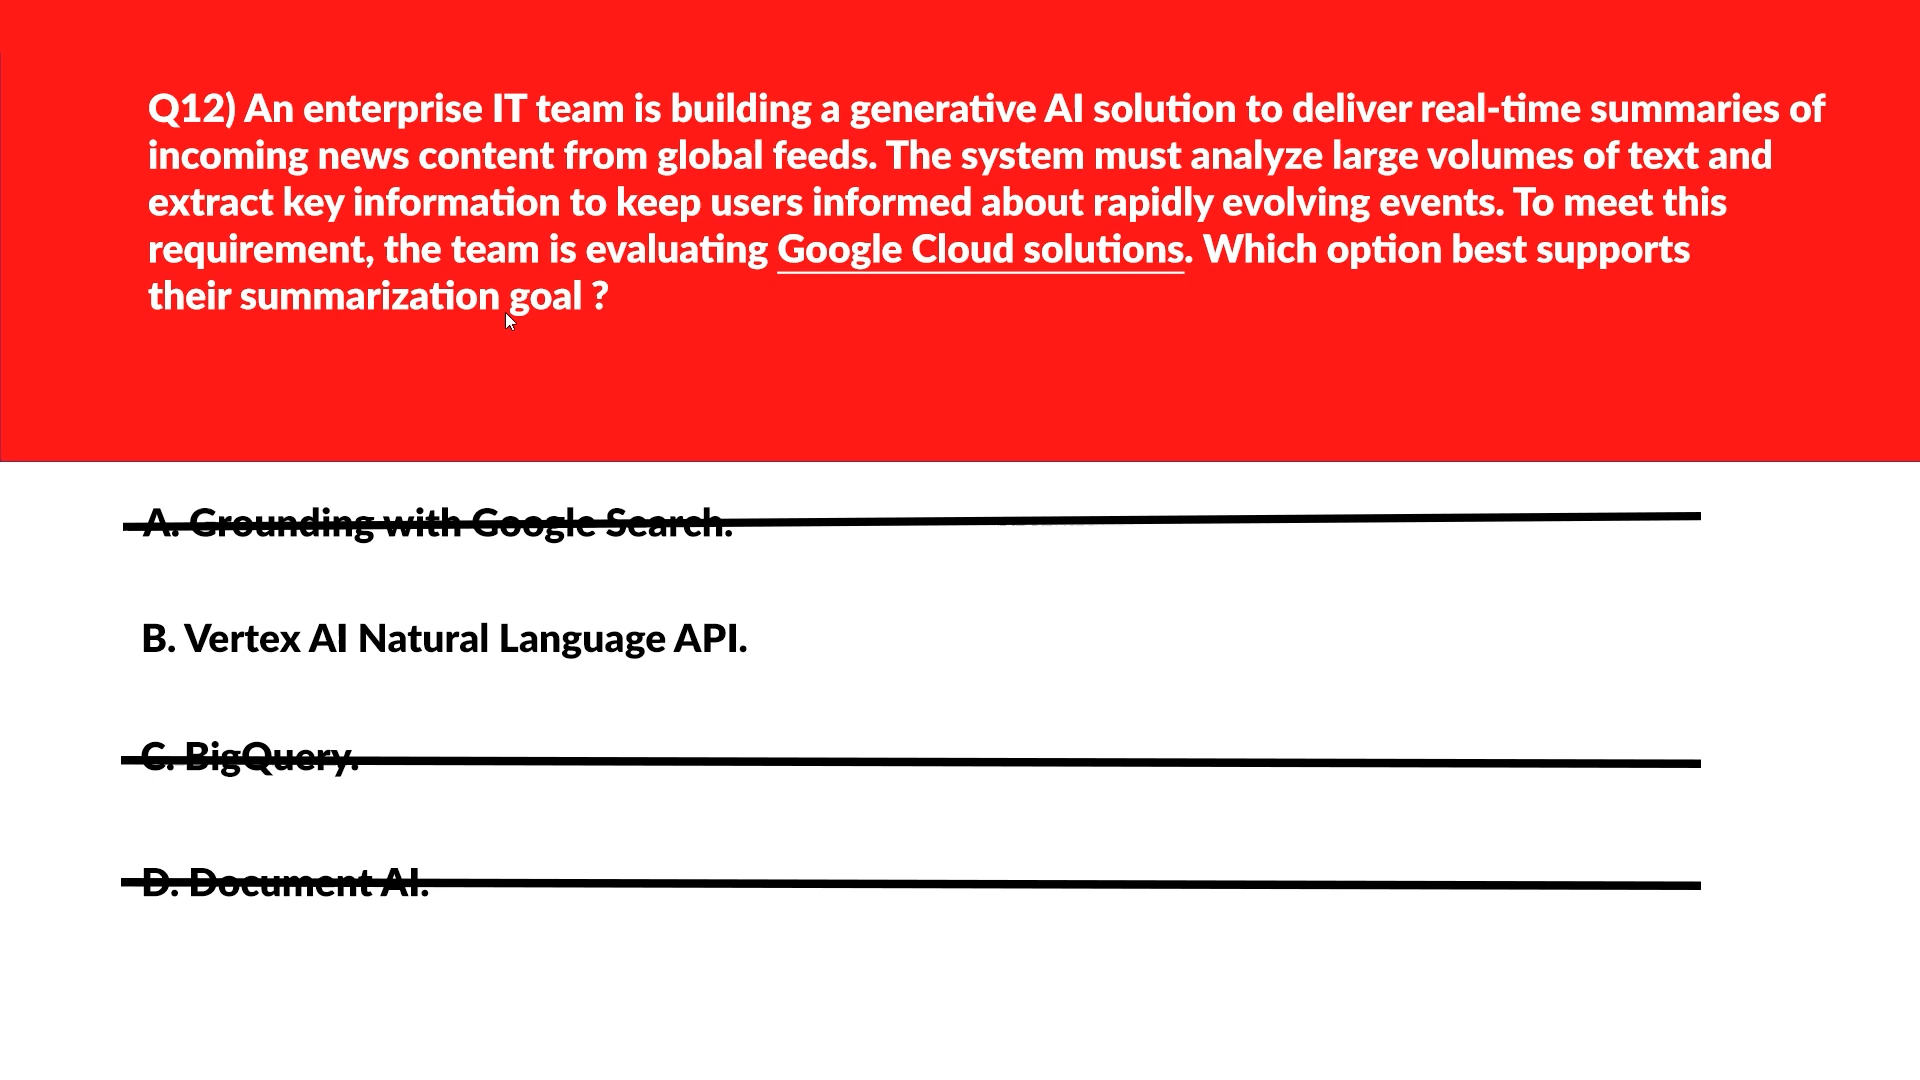 Q12) An enterprise IT team is building a generative AI solution to deliver real-time summaries of
incoming news content from global feeds. The system must analyze large volumes of text and
extract key information to keep users informed about rapidly evolving events. To meet this
requirement, the team is evaluating Google Cloud solutions. Which option best supports
their summarization goal ?
A. Grounding with Google Search.
B. Vertex AI Natural Language API.
C. BigQuery.
D. Document AI.